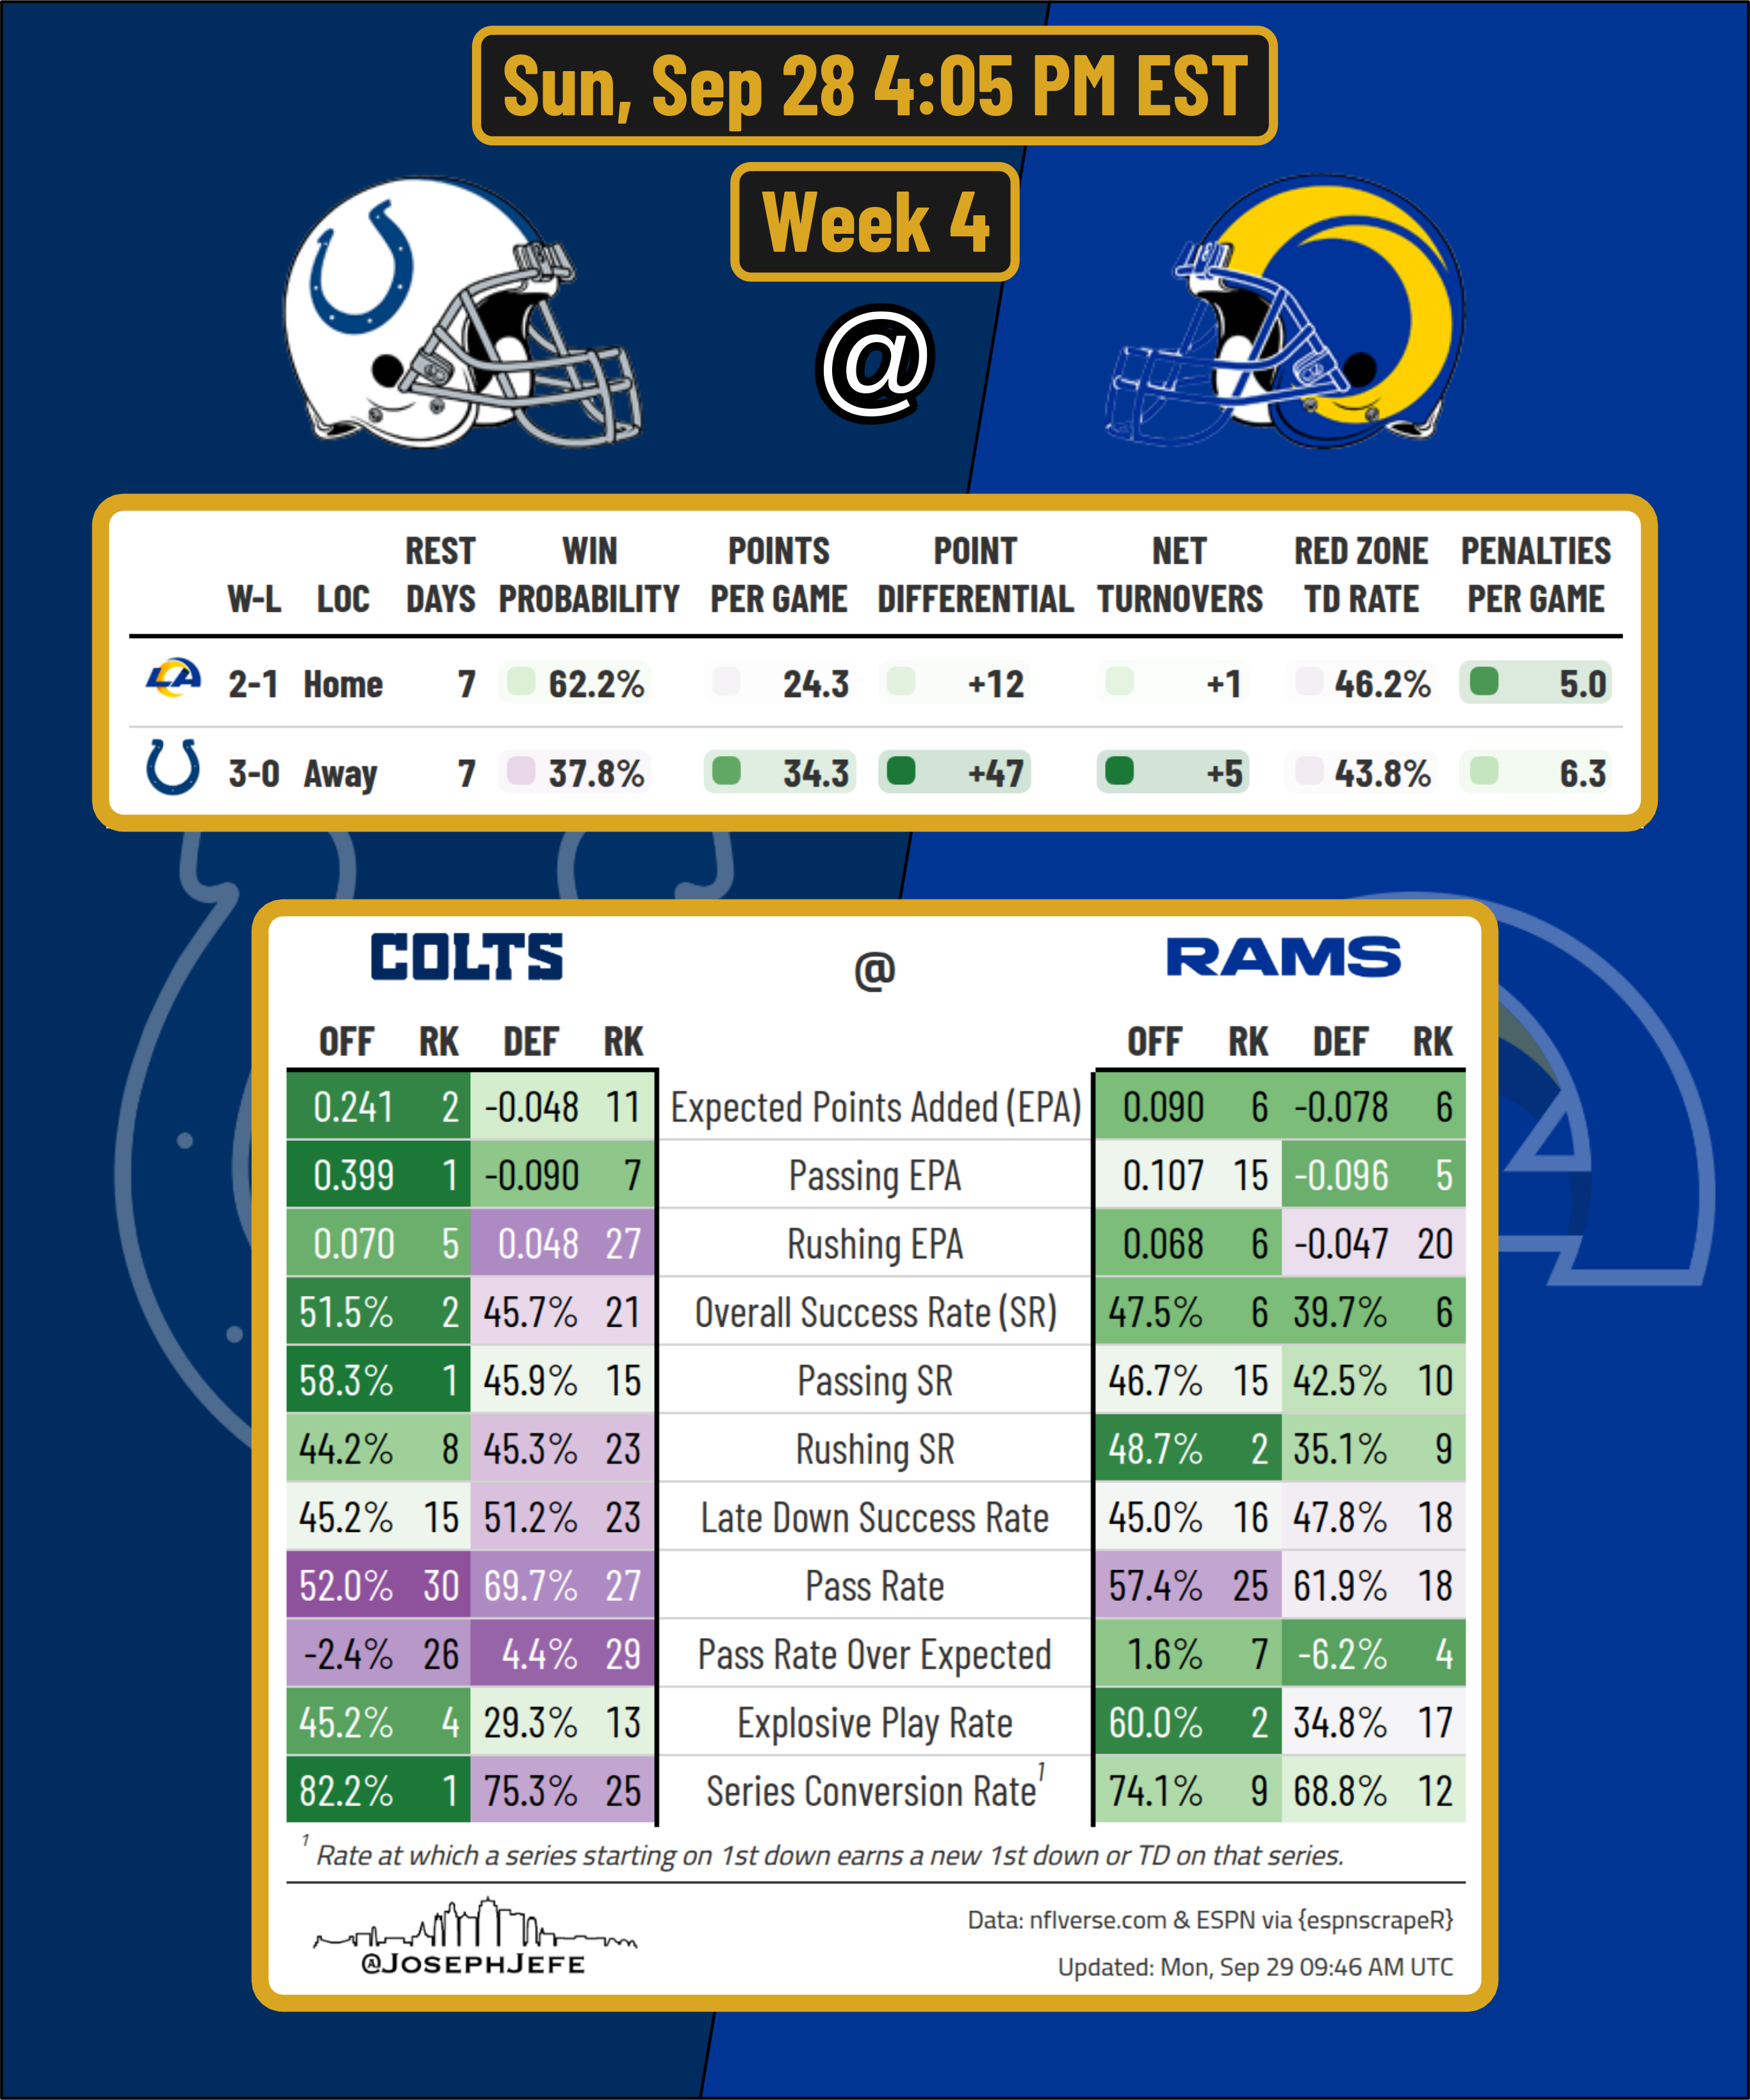 Sun, Sep 28 4:05 PM EST
Week 4
@
W-L LOC REST DAYS WIN PROBABILITY POINTS PER GAME POINT DIFFERENTIAL NET TURNOVERS RED ZONE TD RATE PENALTIES PER GAME
LA 2-1 Home 7 62.2% 24.3 +12 +1 46.2% 5.0
3-0 Away 7 37.8% 34.3 +47 +5 43.8% 6.3
COLTS @ RAMS
OFF RK DEF RK OFF RK DEF RK
0.241 2 -0.048 11 Expected Points Added (EPA) 0.090 6 -0.078 6
0.399 1 -0.090 7 Passing EPA 0.107 15 -0.096 5
0.070 5 0.048 27 Rushing EPA 0.068 6 -0.047 20
51.5% 2 45.7% 21 Overall Success Rate (SR) 47.5% 6 39.7% 6
58.3% 1 45.9% 15 Passing SR 46.7% 15 42.5% 10
44.2% 8 45.3% 23 Rushing SR 48.7% 2 35.1% 9
45.2% 15 51.2% 23 Late Down Success Rate 45.0% 16 47.8% 18
52.0% 30 69.7% 27 Pass Rate 57.4% 25 61.9% 18
-2.4% 26 4.4% 29 Pass Rate Over Expected 1.6% 7 -6.2% 4
45.2% 4 29.3% 13 Explosive Play Rate 60.0% 2 34.8% 17
82.2% 1 75.3% 25 Series Conversion Rate¹ 74.1% 9 68.8% 12
¹ Rate at which a series starting on 1st down earns a new 1st down or TD on that series.
@JOSEPHJEFE
Data: nflverse.com & ESPN via {espnscrapeR}
Updated: Mon, Sep 29 09:46 AM UTC